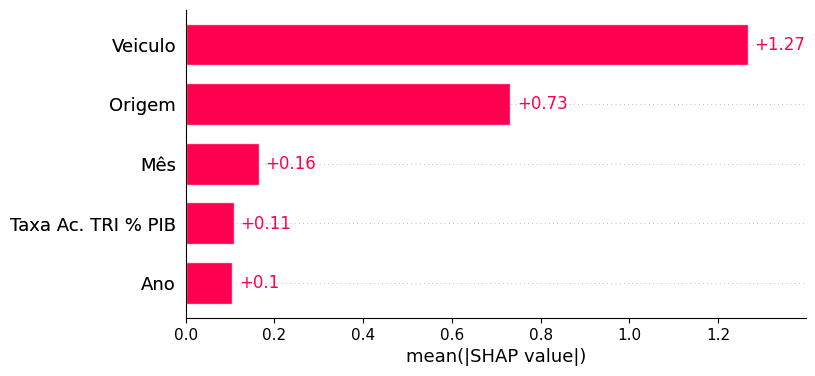 Veiculo +1.27
Origem +0.73
Mês +0.16
Taxa Ac. TRI % PIB +0.11
Ano +0.1
0.0 0.2 0.4 0.6 0.8 1.0 1.2
mean(|SHAP value|)